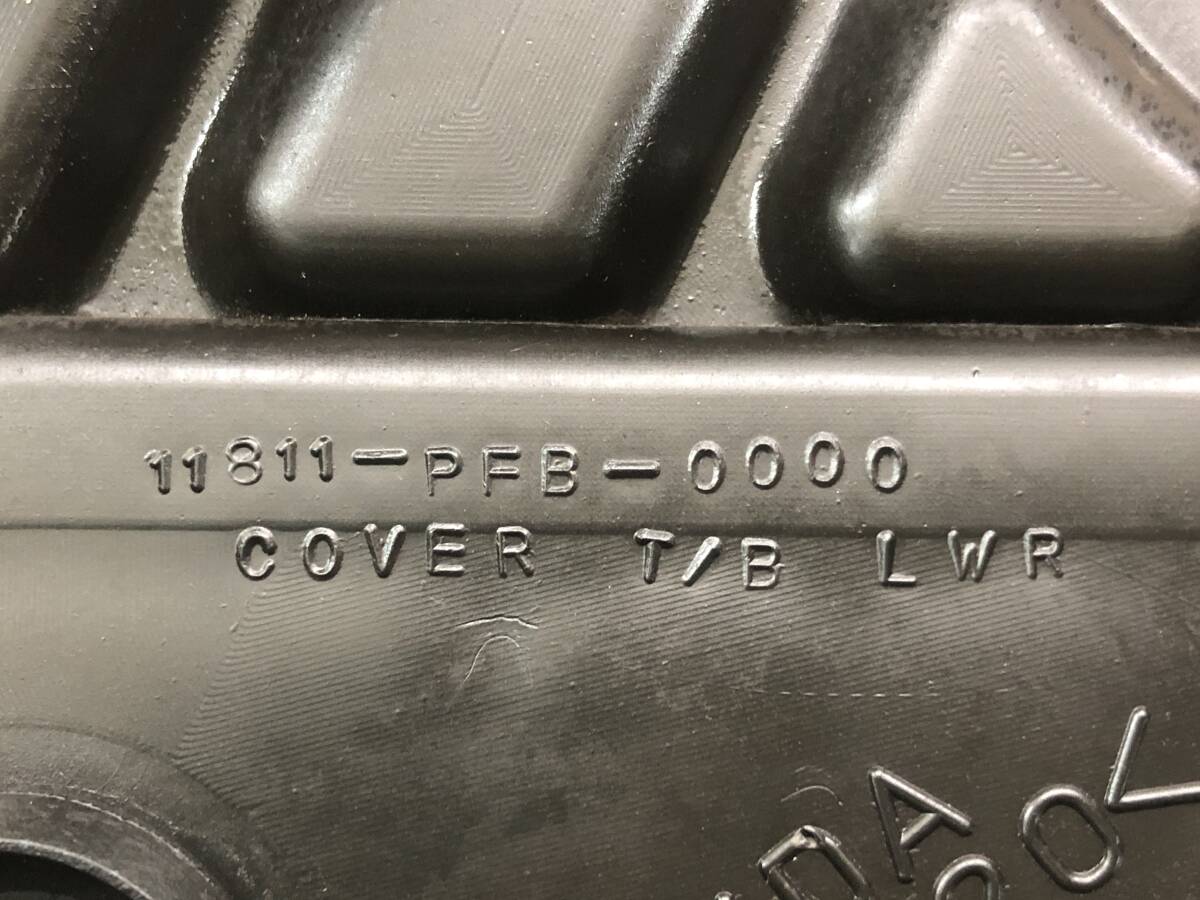 11811-PFB-0000
COVER T/B LWR